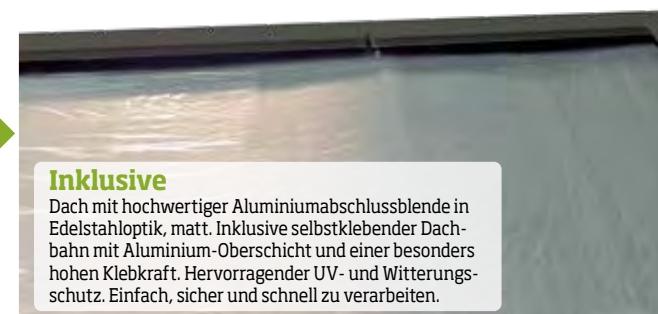 Inklusive
Dach mit hochwertiger Aluminiumabschlussblende in
Edelstahloptik, matt. Inklusive selbstklebender Dach-
bahn mit Aluminium-Oberschicht und einer besonders
hohen Klebkraft. Hervorragender UV- und Witterungs-
schutz. Einfach, sicher und schnell zu verarbeiten.